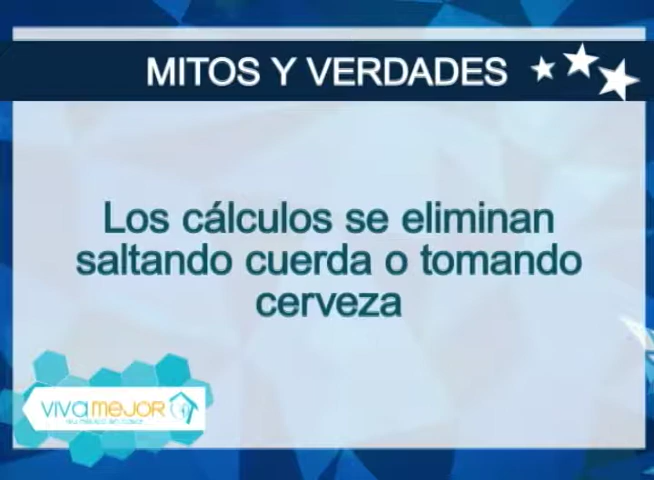 MITOS Y VERDADES
Los cálculos se eliminan
saltando cuerda o tomando
cerveza
VIVA MEJOR